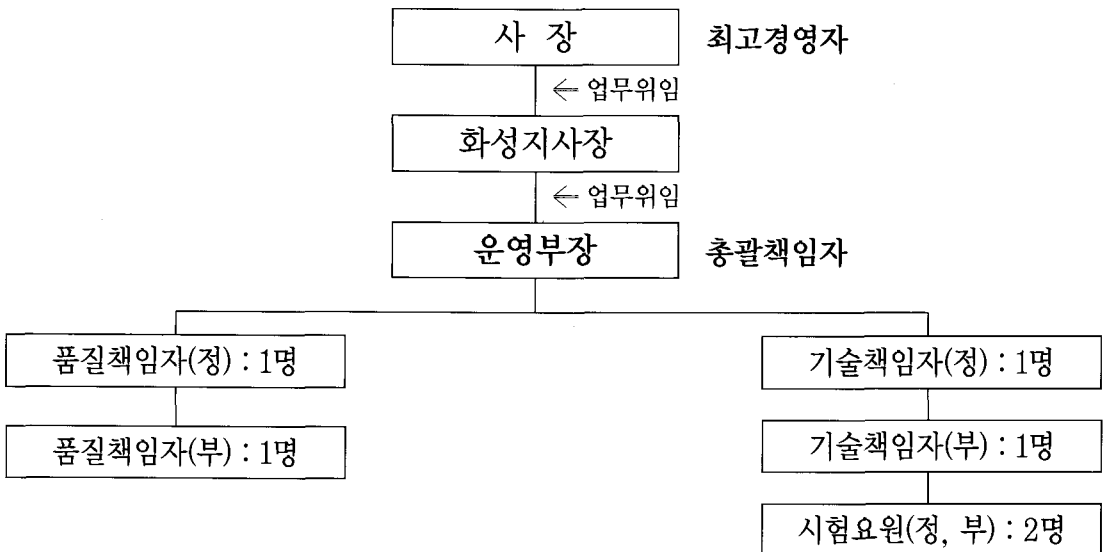 사 장 최고경영자
⇐ 업무위임
화성지사장
⇐ 업무위임
운영부장 총괄책임자
품질책임자(정) : 1명 기술책임자(정) : 1명
품질책임자(부) : 1명 기술책임자(부) : 1명
시험요원(정, 부) : 2명